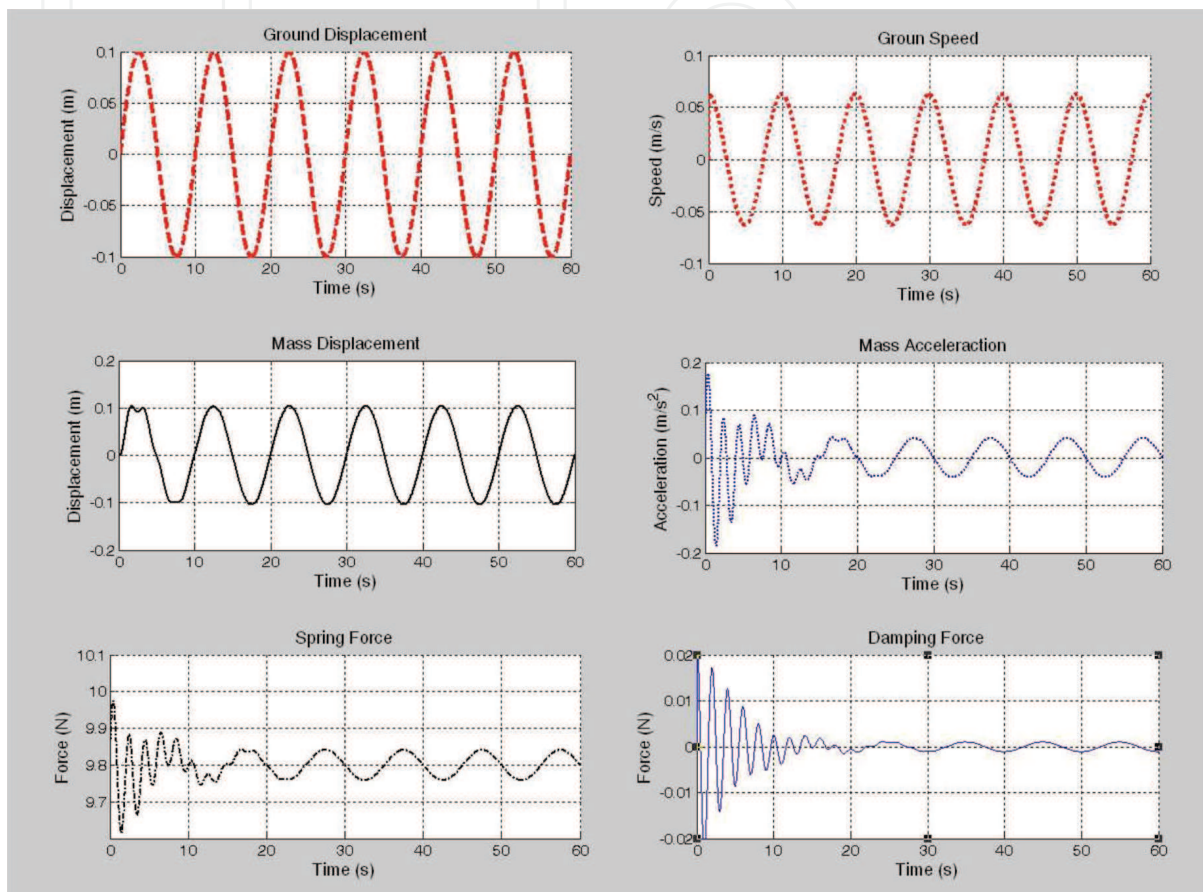 Ground Displacement
Displacement (m)
0.1
0.05
0
-0.05
-0.1
0 10 20 30 40 50 60
Time (s)
Groun Speed
Speed (m/s)
0.1
0.05
0
-0.05
-0.1
0 10 20 30 40 50 60
Time (s)
Mass Displacement
Displacement (m)
0.2
0.1
0
-0.1
-0.2
0 10 20 30 40 50 60
Time (s)
Mass Acceleraction
Acceleration (m/s²)
0.2
0.1
0
-0.1
-0.2
0 10 20 30 40 50 60
Time (s)
Spring Force
Force (N)
10.1
10
9.9
9.8
9.7
0 10 20 30 40 50 60
Time (s)
Damping Force
Force (N)
0.02
0.01
0
-0.01
-0.02
0 10 20 30 40 50 60
Time (s)